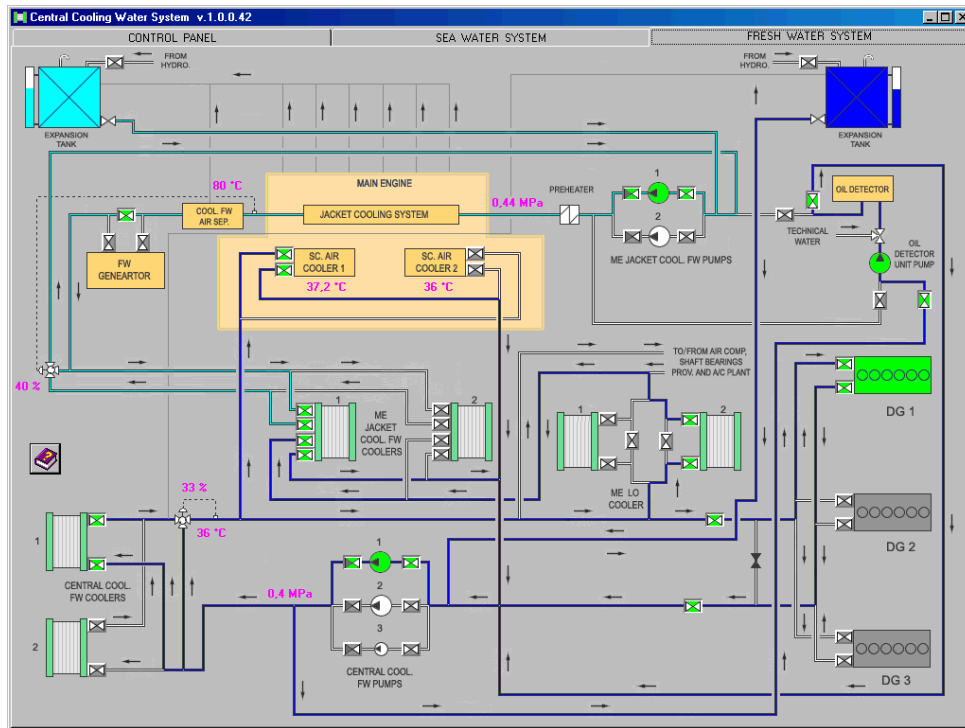 Central Cooling Water System v.1.0.0.42
CONTROL PANEL
SEA WATER SYSTEM
FRESH WATER SYSTEM
FROM
HYDRO.
FROM
HYDRO.
EXPANSION
TANK
EXPANSION
TANK
80 °C
MAIN ENGINE
0,44 MPa
PREHEATER
1
2
ME JACKET COOL. FW PUMPS
COOL. FW
AIR SEP.
JACKET COOLING SYSTEM
OIL DETECTOR
TECHNICAL
WATER
OIL
DETECTOR
UNIT PUMP
FW
GENEARTOR
SC. AIR
COOLER 1
SC. AIR
COOLER 2
37,2 °C
36 °C
TO/FROM AIR COMP,
SHAFT BEARINGS
PROV. AND A/C PLANT
40 %
1
ME
JACKET
COOL. FW
COOLERS
2
1
2
ME LO
COOLER
DG 1
?
33 %
36 °C
1
CENTRAL COOL.
FW COOLERS
2
0,4 MPa
1
2
3
CENTRAL COOL.
FW PUMPS
DG 2
DG 3